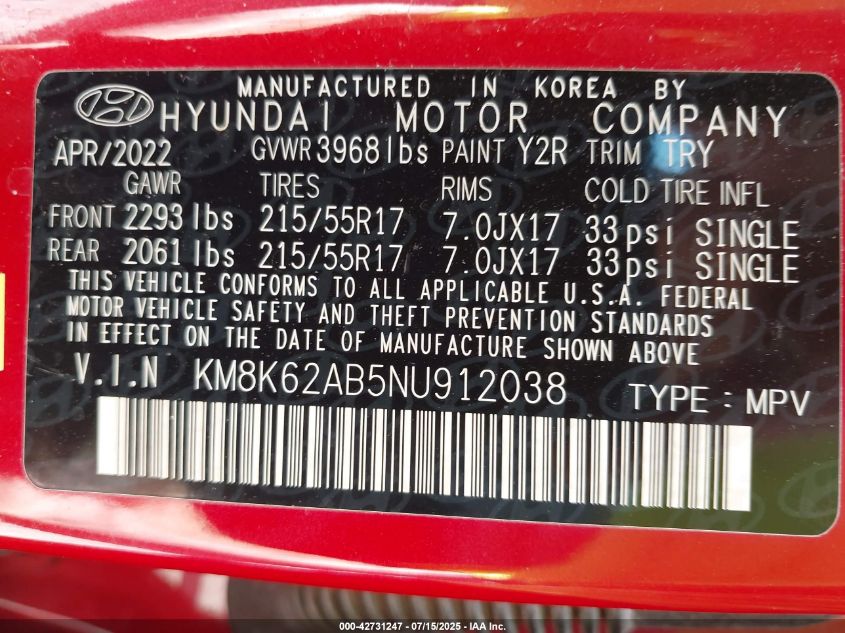 MANUFACTURED IN KOREA BY
HYUNDAI MOTOR COMPANY
APR/2022 GVWR 3968 lbs PAINT Y2R TRIM TRY
GAWR TIRES RIMS COLD TIRE INFL
FRONT 2293 lbs 215/55R17 7.0JX17 33psi SINGLE
REAR 2061 lbs 215/55R17 7.0JX17 33psi SINGLE
THIS VEHICLE CONFORMS TO ALL APPLICABLE U.S.A. FEDERAL
MOTOR VEHICLE SAFETY AND THEFT PREVENTION STANDARDS
IN EFFECT ON THE DATE OF MANUFACTURE SHOWN ABOVE
V.I.N KM8K62AB5NU912038 TYPE : MPV
000-42731247 - 07/15/2025 - IAA Inc.